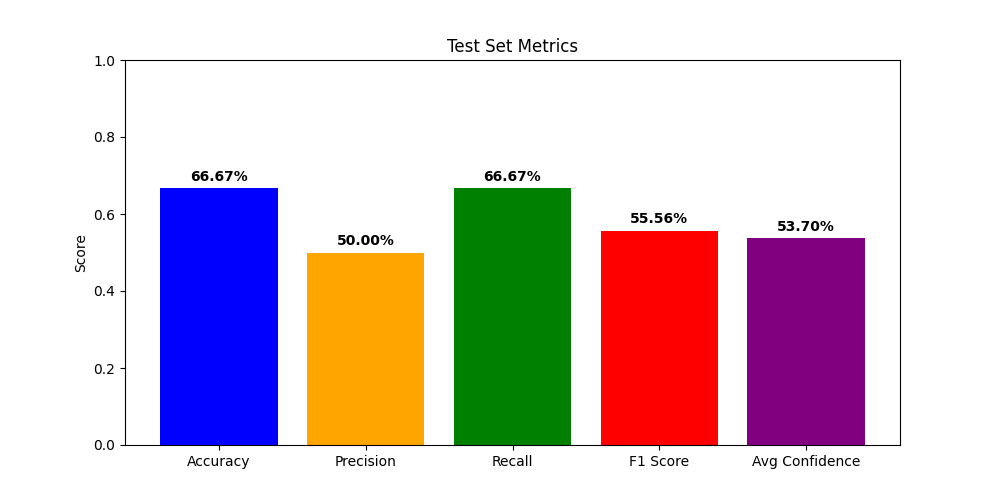 Test Set Metrics
Score
1.0
0.8
0.6
0.4
0.2
0.0
66.67%
50.00%
66.67%
55.56%
53.70%
Accuracy
Precision
Recall
F1 Score
Avg Confidence